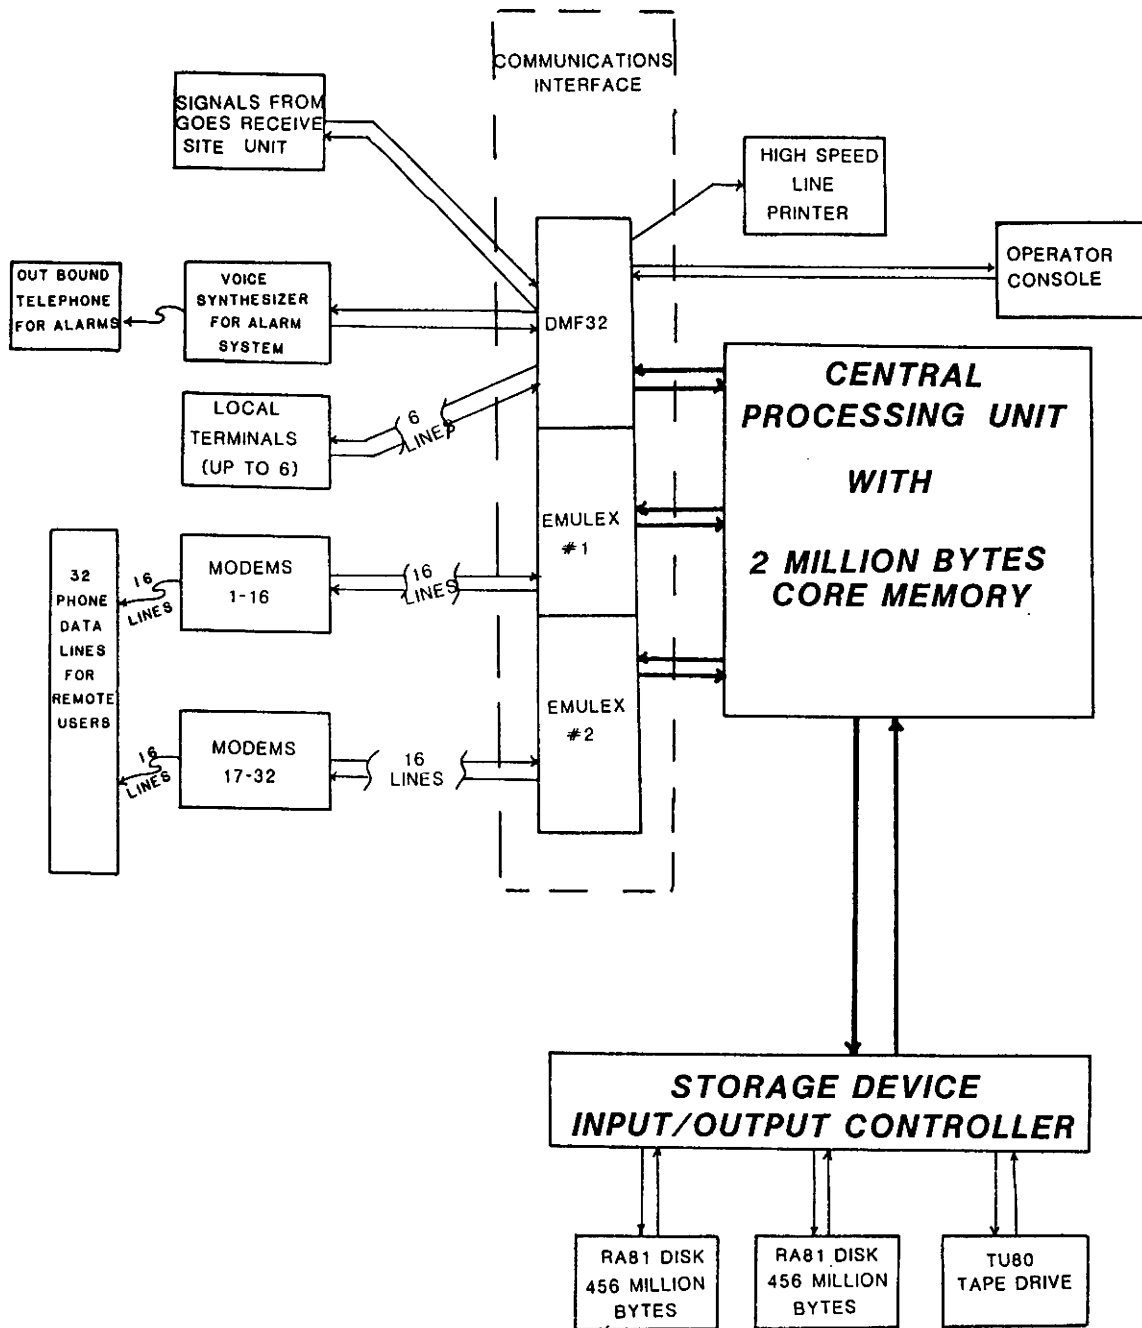 COMMUNICATIONS
INTERFACE
SIGNALS FROM
GOES RECEIVE
SITE UNIT
HIGH SPEED
LINE
PRINTER
OPERATOR
CONSOLE
OUT BOUND
TELEPHONE
FOR ALARMS
VOICE
SYNTHESIZER
FOR ALARM
SYSTEM
DMF32
LOCAL
TERMINALS
(UP TO 6)
6
LINES
CENTRAL
PROCESSING UNIT
WITH
2 MILLION BYTES
CORE MEMORY
EMULEX
#1
32
PHONE
DATA
LINES
FOR
REMOTE
USERS
16
LINES
MODEMS
1-16
16
LINES
EMULEX
#2
16
LINES
MODEMS
17-32
16
LINES
STORAGE DEVICE
INPUT/OUTPUT CONTROLLER
RA81 DISK
456 MILLION
BYTES
RA81 DISK
456 MILLION
BYTES
TU80
TAPE DRIVE